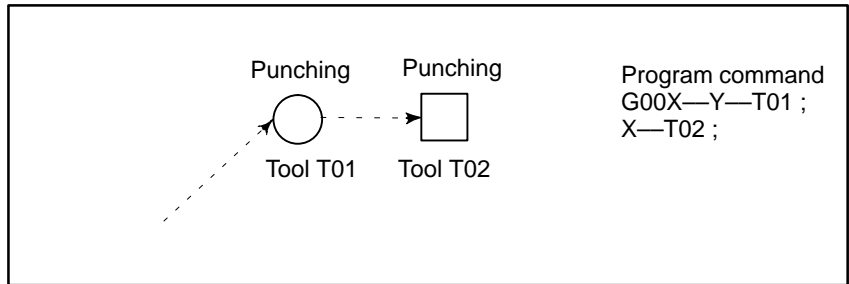 Punching
Punching
Tool T01
Tool T02
Program command
G00X—Y—T01 ;
X—T02 ;